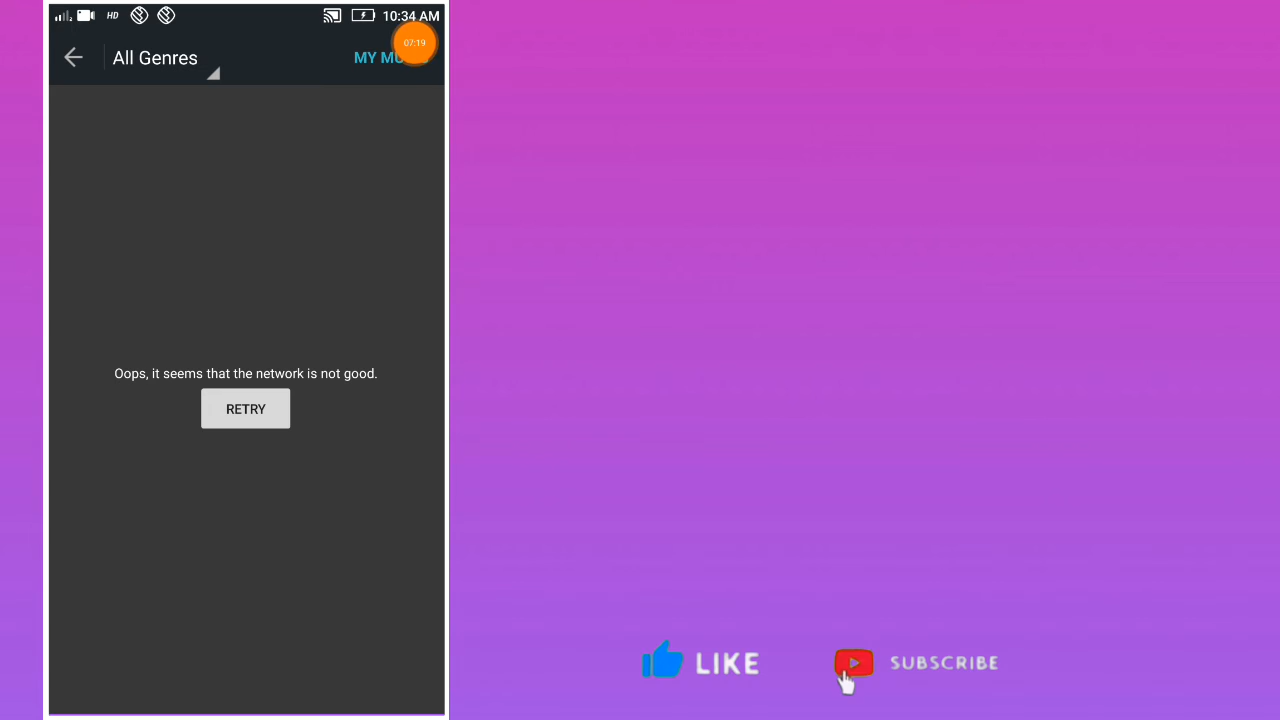 HD
10:34 AM
07:19
All Genres
MY
Oops, it seems that the network is not good.
RETRY
LIKE
SUBSCRIBE